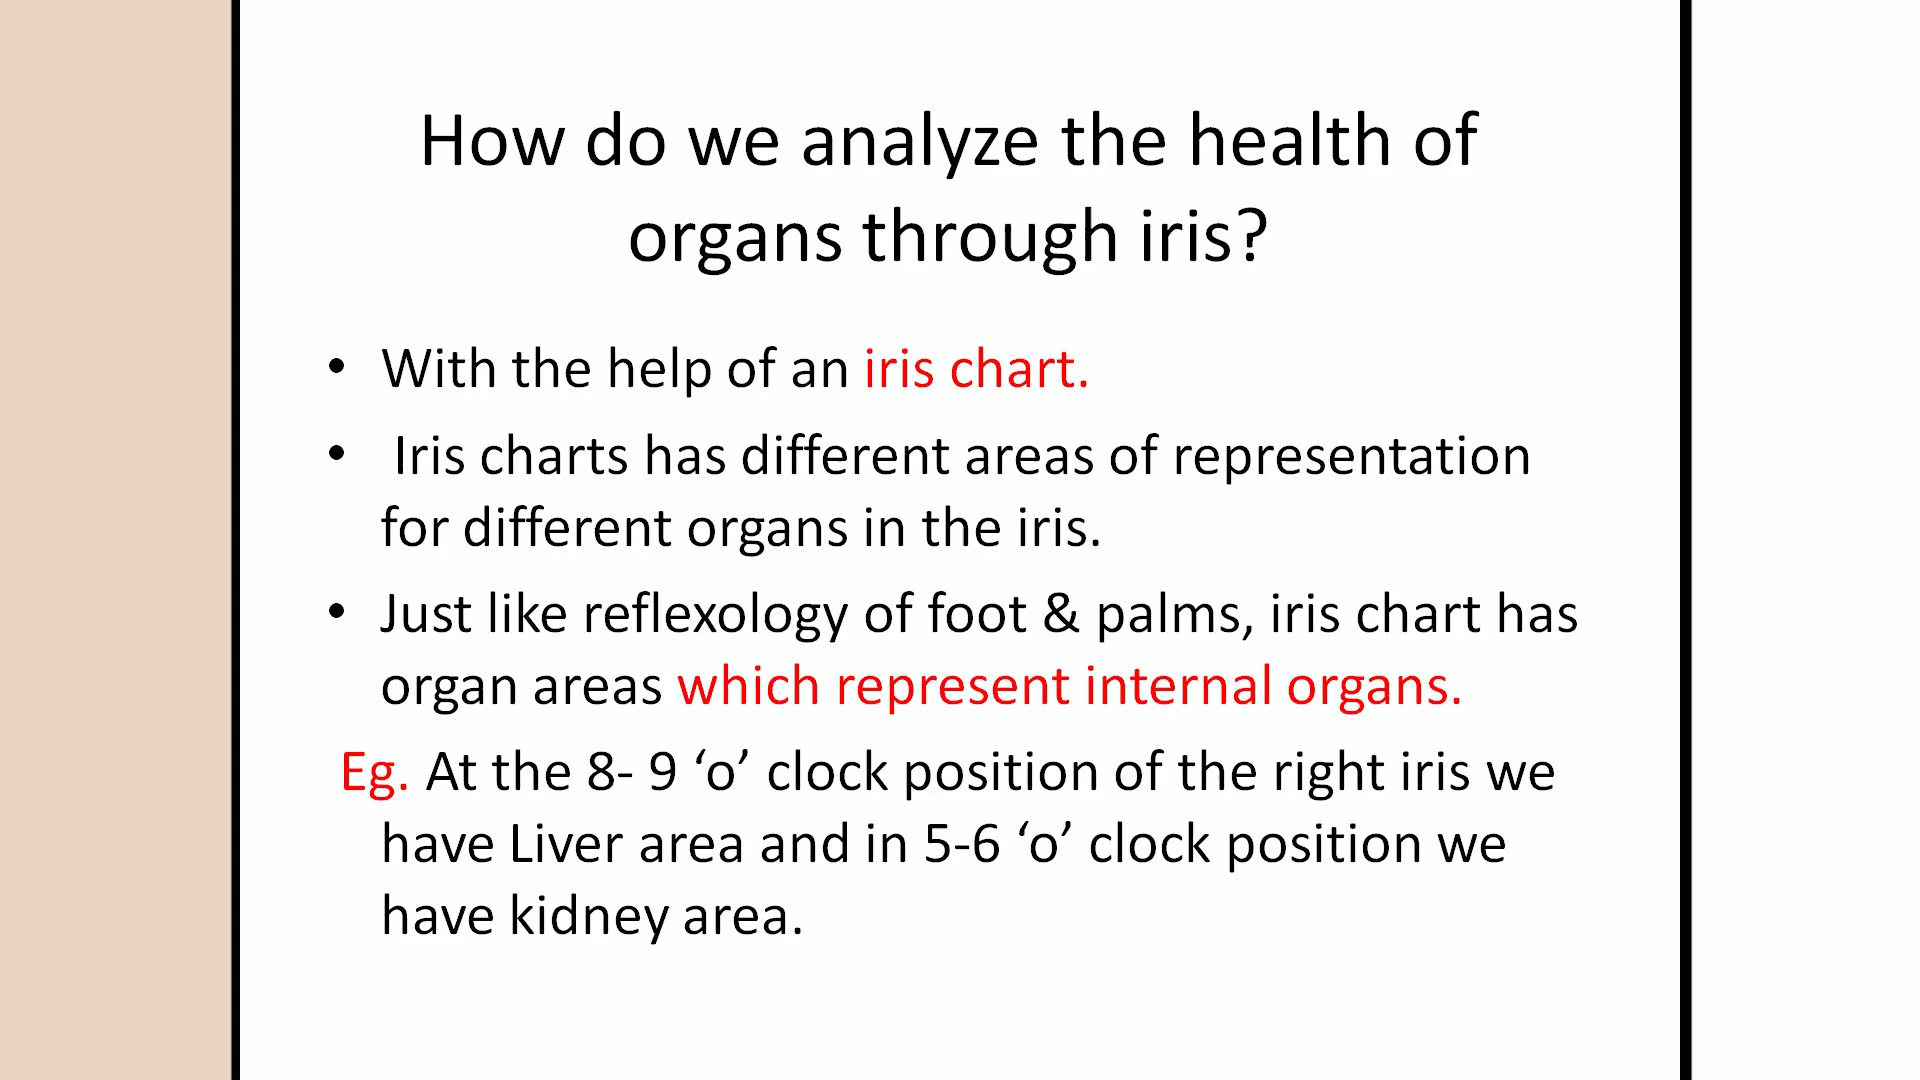 How do we analyze the health of
organs through iris?
• With the help of an iris chart.
• Iris charts has different areas of representation
for different organs in the iris.
• Just like reflexology of foot & palms, iris chart has
organ areas which represent internal organs.
Eg. At the 8- 9 ‘o’ clock position of the right iris we
have Liver area and in 5-6 ‘o’ clock position we
have kidney area.